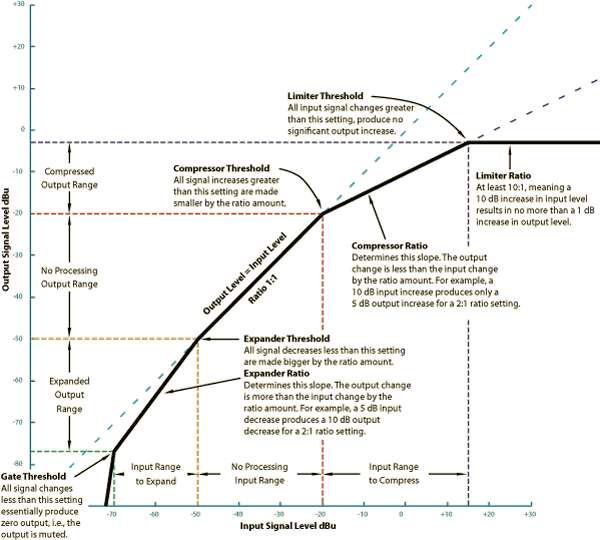 +30
+20
+10
0
-10
-20
-30
-40
-50
-60
-70
-80
Output Signal Level dBu
Limiter Threshold
All input signal changes greater
than this setting, produce no
significant output increase.
Compressed
Output Range
Compressor Threshold
All signal increases greater
than this setting are made
smaller by the ratio amount.
Limiter Ratio
At least 10:1, meaning a
10 dB increase in input level
results in no more than a 1 dB
increase in output level.
Compressor Ratio
Determines this slope. The output
change is less than the input change
by the ratio amount. For example, a
10 dB input increase produces only a
5 dB output increase for a 2:1 ratio setting.
No Processing
Output Range
Output Level = Input Level
Ratio 1:1
Expander Threshold
All signal decreases less than this setting
are made bigger by the ratio amount.
Expander Ratio
Determines this slope. The output change
is more than the input change by the
ratio amount. For example, a 5 dB input
decrease produces a 10 dB output
decrease for a 2:1 ratio setting.
Expanded
Output
Range
Gate Threshold
All signal changes
less than this setting
essentially produce
zero output, i.e., the
output is muted.
Input Range
to Expand
No Processing
Input Range
Input Range
to Compress
-70
-60
-50
-40
-30
-20
-10
+0
+10
+20
+30
Input Signal Level dBu